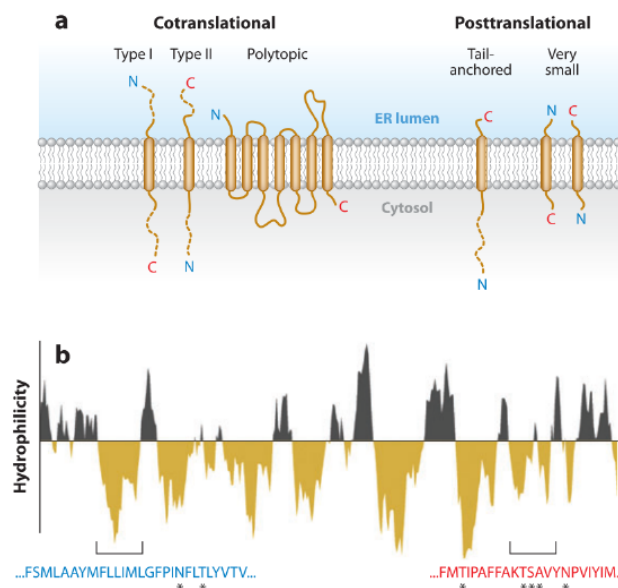 a
Cotranslational
Posttranslational
Type I
Type II
Polytopic
Tail-
anchored
Very
small
N
C
N
C
N
C
ER lumen
Cytosol
C
C
N
N
C
N
C
N
b
Hydrophilicity
...FSMLAAYMFLLIMLGFPINFLTLYVTV...
...FMTIPAFFAKTSAVYNPVIYIM...
* *
* *** *